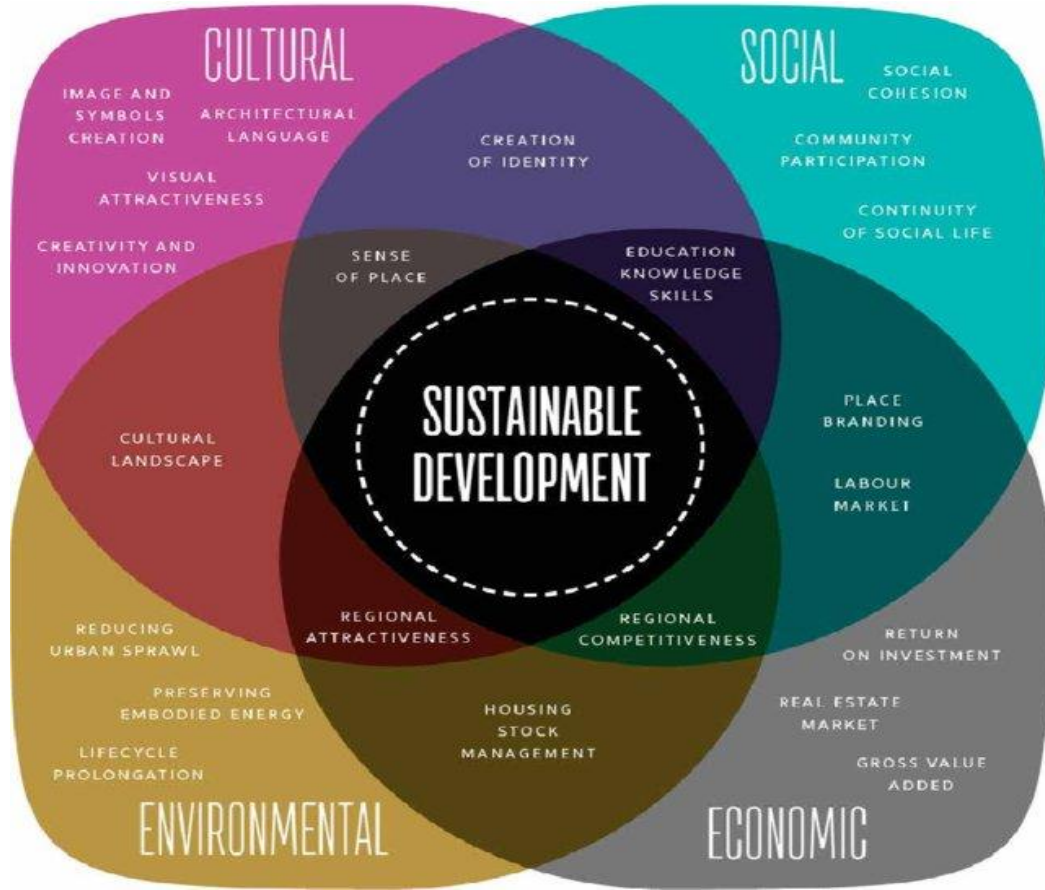 CULTURAL
IMAGE AND
SYMBOLS
CREATION
ARCHITECTURAL
LANGUAGE
VISUAL
ATTRACTIVENESS
CREATIVITY AND
INNOVATION
CREATION
OF IDENTITY
SOCIAL
SOCIAL
COHESION
COMMUNITY
PARTICIPATION
CONTINUITY
OF SOCIAL LIFE
SENSE
OF PLACE
EDUCATION
KNOWLEDGE
SKILLS
CULTURAL
LANDSCAPE
SUSTAINABLE
DEVELOPMENT
PLACE
BRANDING
LABOUR
MARKET
REGIONAL
ATTRACTIVENESS
REGIONAL
COMPETITIVENESS
REDUCING
URBAN SPRAWL
PRESERVING
EMBODIED ENERGY
LIFECYCLE
PROLONGATION
ENVIRONMENTAL
HOUSING
STOCK
MANAGEMENT
RETURN
ON INVESTMENT
REAL ESTATE
MARKET
GROSS VALUE
ADDED
ECONOMIC